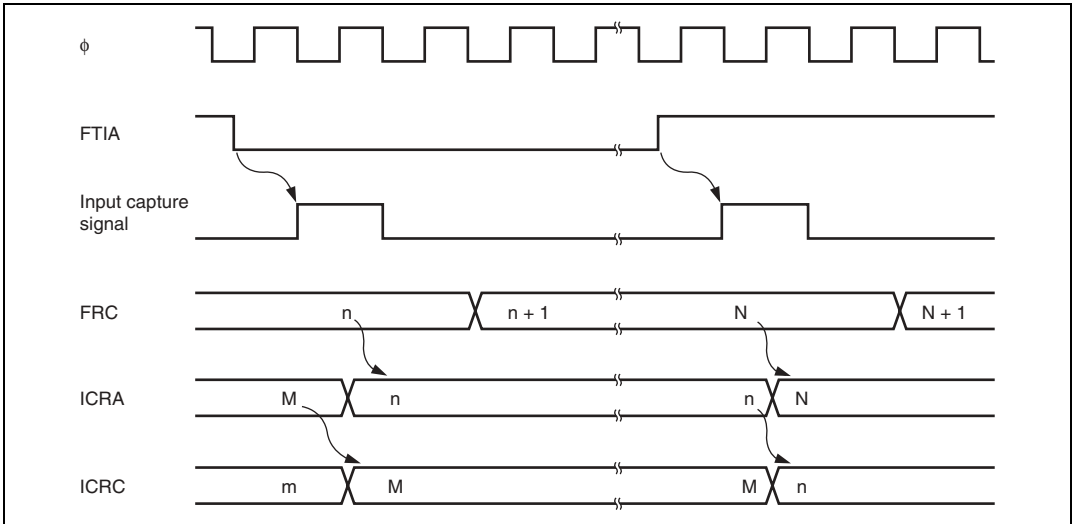 ϕ
FTIA
Input capture
signal
FRC n n + 1 N N + 1
ICRA M n n N
ICRC m M M n